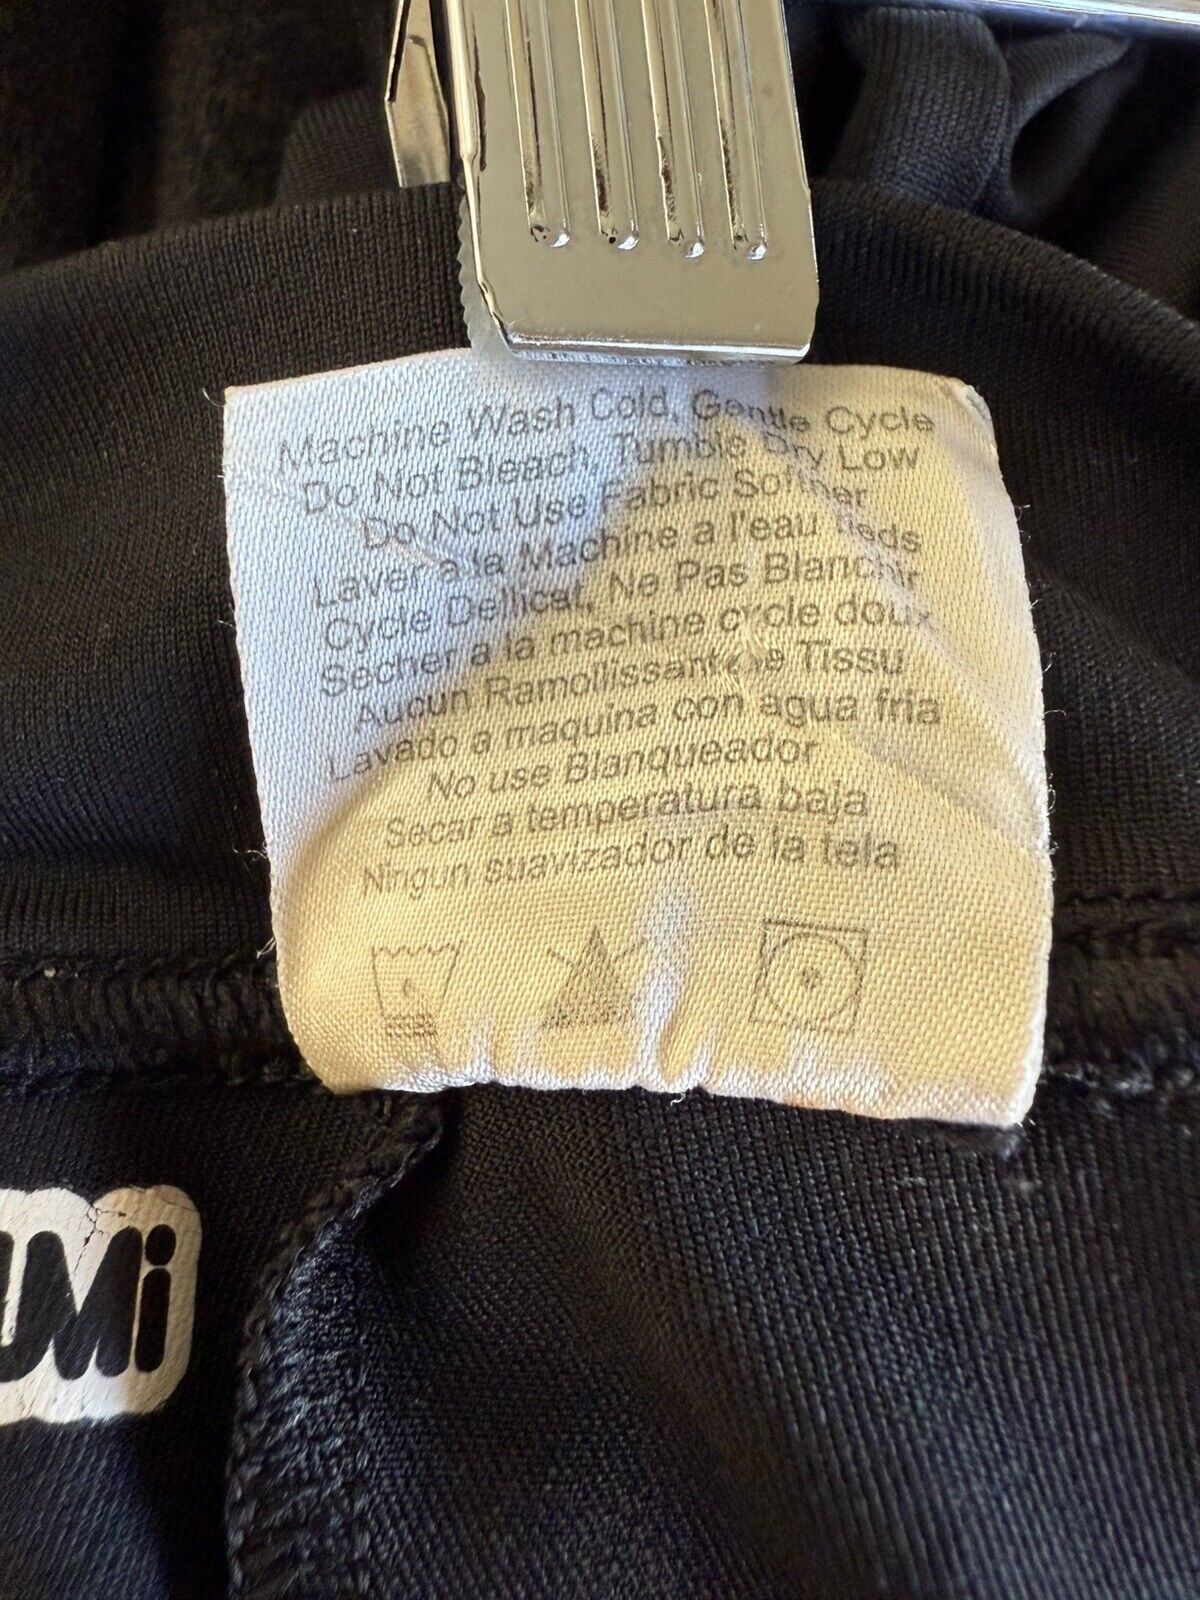 Machine Wash Cold, Gentle Cycle
Do Not Bleach, Tumble Dry Low
Do Not Use Fabric Softner
Laver a la Machine a l'eau
Cycle Dellicat, Ne Pas Blanchir
Secher a la machine cycle doux
Aucun Ramollissant de Tissu
Lavado a maquina con agua fria
No use Blanqueador
Secar a temperatura baja
Ningun suavizador de la tela